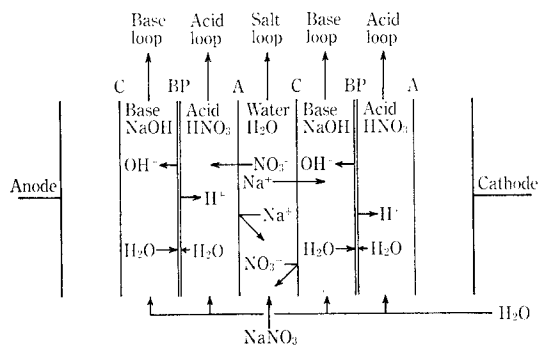 Base Acid Salt Base Acid
loop loop loop loop loop
C BP A C BP A
Base Acid Water Base Acid
NaOH HNO₃ H₂O NaOH HNO₃
OH⁻ NO₃⁻ OH⁻
Anode Na⁺ Cathode
H⁺ Na⁺ H⁺
H₂O H₂O NO₃⁻ H₂O H₂O
H₂O
NaNO₃